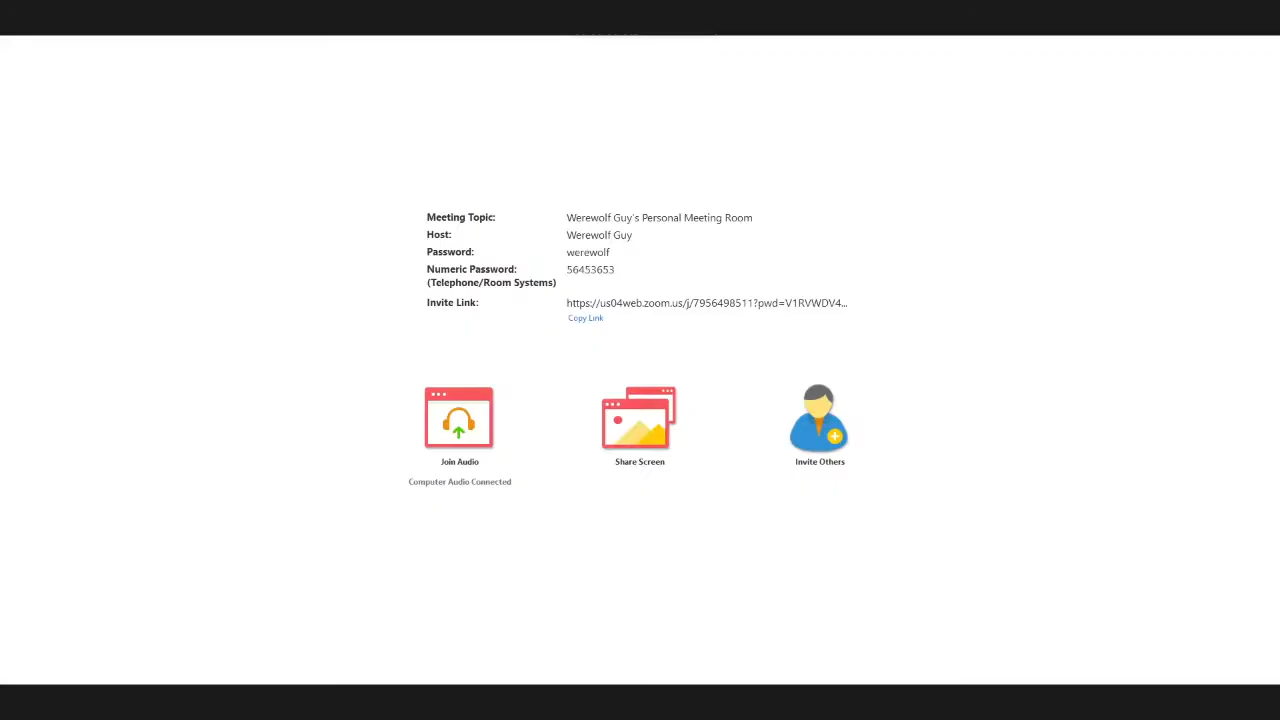 Meeting Topic: Werewolf Guy's Personal Meeting Room
Host: Werewolf Guy
Password: werewolf
Numeric Password: 56453653
(Telephone/Room Systems)
Invite Link: https://us04web.zoom.us/j/7956498511?pwd=V1RVWDV4...
Copy Link
Join Audio Share Screen Invite Others
Computer Audio Connected